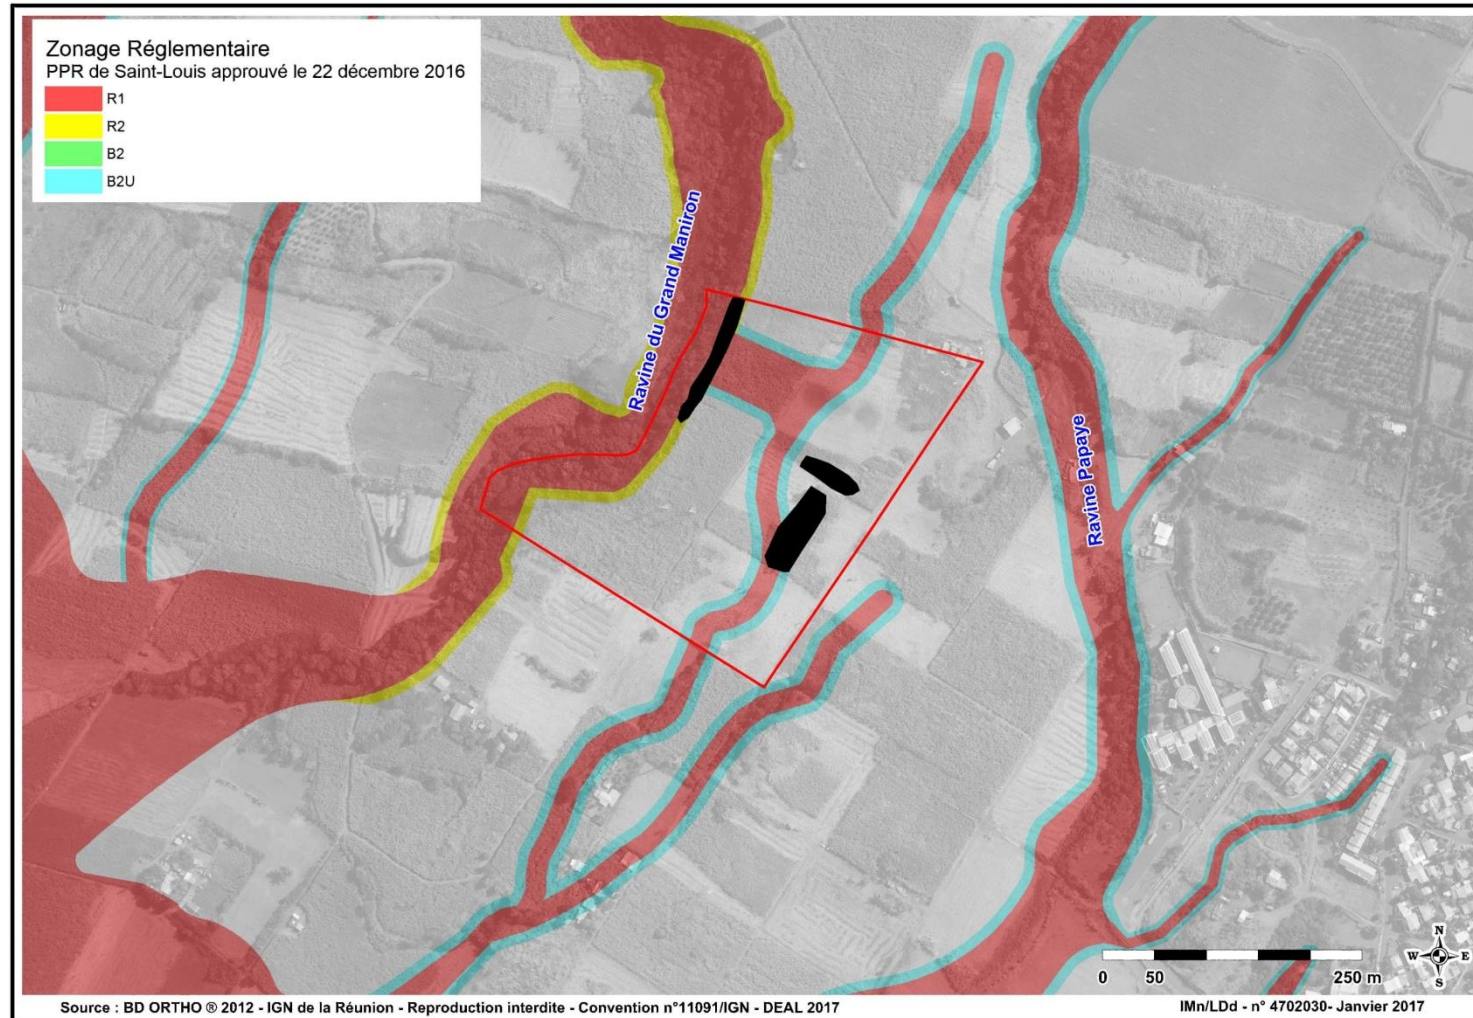 Zonage Réglementaire
PPR de Saint-Louis approuvé le 22 décembre 2016
R1
R2
B2
B2U
Ravine du Grand Maniron
Ravine Papaye
N
W E
S
0 50 250 m
Source : BD ORTHO ® 2012 - IGN de la Réunion - Reproduction interdite - Convention n°11091/IGN - DEAL 2017
IMn/LDd - n° 4702030- Janvier 2017